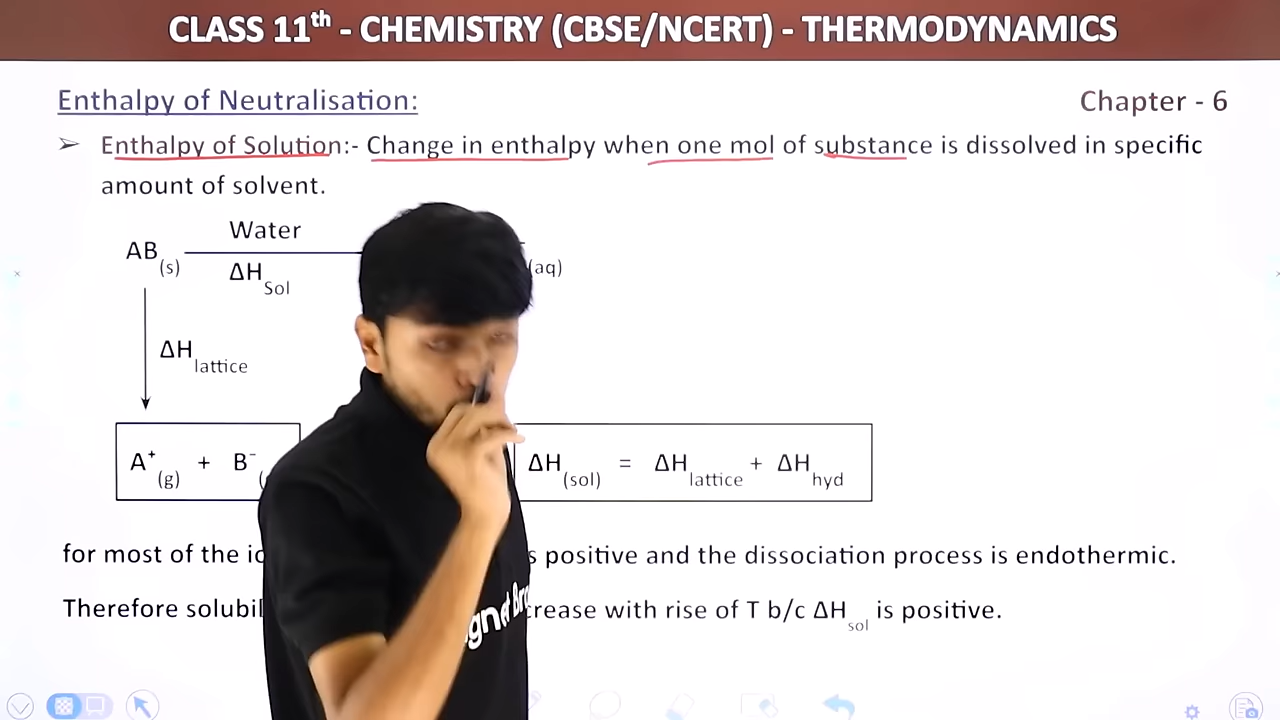 CLASS 11th - CHEMISTRY (CBSE/NCERT) - THERMODYNAMICS
Enthalpy of Neutralisation: Chapter - 6
➢ Enthalpy of Solution:- Change in enthalpy when one mol of substance is dissolved in specific
amount of solvent.
Water
AB(s) (aq)
ΔHSol
ΔHlattice
A⁺(g) + B⁻ ΔH(sol) = ΔHlattice + ΔHhyd
for most of the positive and the dissociation process is endothermic.
Therefore with rise of T b/c ΔHsol is positive.